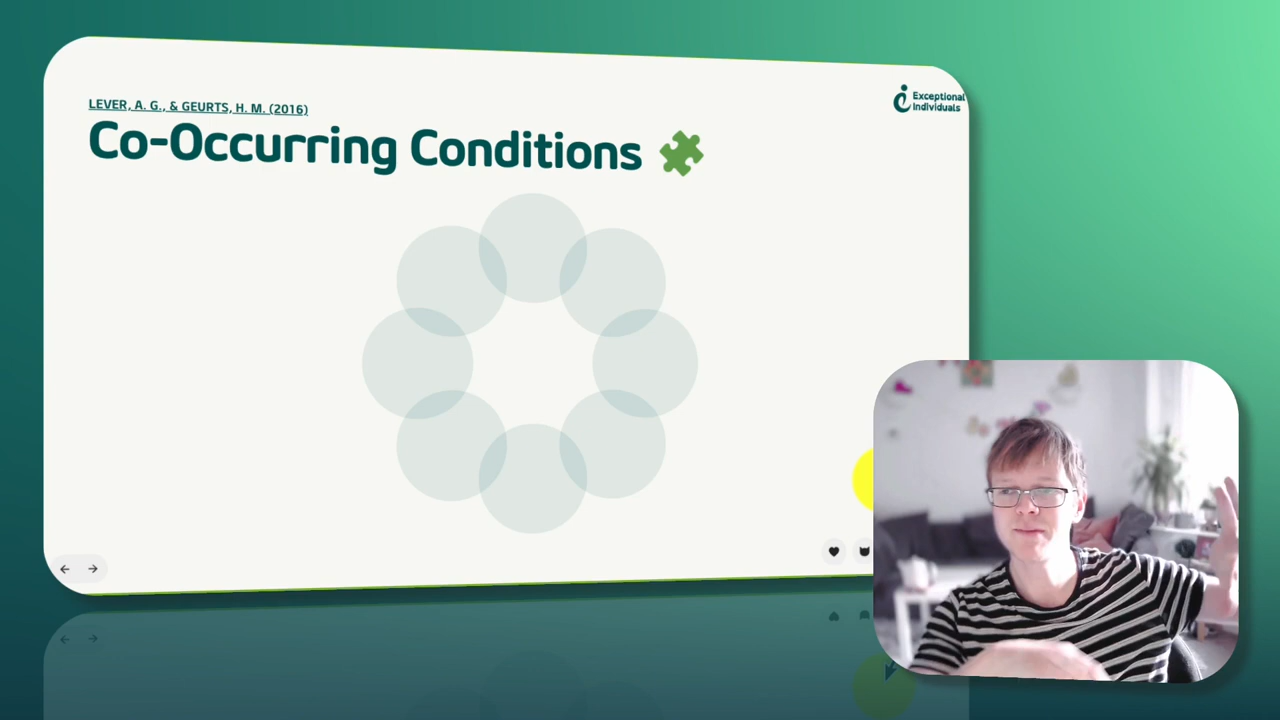 LEVER, A. G., & GEURTS, H. M. (2016)
Co-Occurring Conditions
Exceptional
Individuals